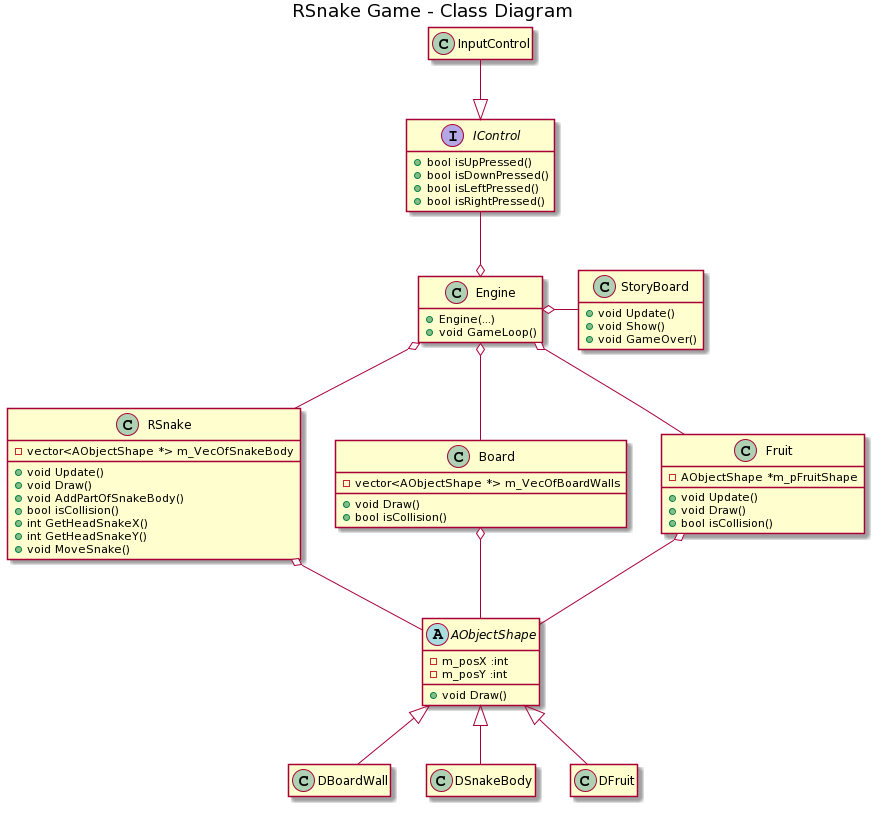 RSnake Game - Class Diagram
C InputControl
I IControl
bool isUpPressed()
bool isDownPressed()
bool isLeftPressed()
bool isRightPressed()
C Engine
Engine(...)
void GameLoop()
C StoryBoard
void Update()
void Show()
void GameOver()
C RSnake
vector<AObjectShape *> m_VecOfSnakeBody
void Update()
void Draw()
void AddPartOfSnakeBody()
bool isCollision()
int GetHeadSnakeX()
int GetHeadSnakeY()
void MoveSnake()
C Board
vector<AObjectShape *> m_VecOfBoardWalls
void Draw()
bool isCollision()
C Fruit
AObjectShape *m_pFruitShape
void Update()
void Draw()
bool isCollision()
A AObjectShape
m_posX :int
m_posY :int
void Draw()
C DBoardWall
C DSnakeBody
C DFruit